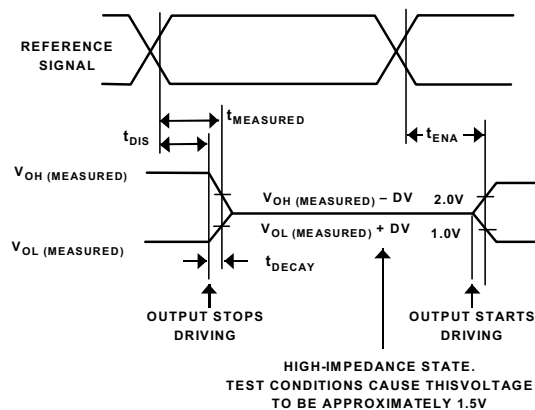 REFERENCE
SIGNAL
tMEASURED
tDIS
tENA
VOH (MEASURED)
VOH (MEASURED) – DV
2.0V
VOL (MEASURED) + DV
1.0V
VOL (MEASURED)
tDECAY
OUTPUT STOPS
DRIVING
OUTPUT STARTS
DRIVING
HIGH-IMPEDANCE STATE.
TEST CONDITIONS CAUSE THISVOLTAGE
TO BE APPROXIMATELY 1.5V